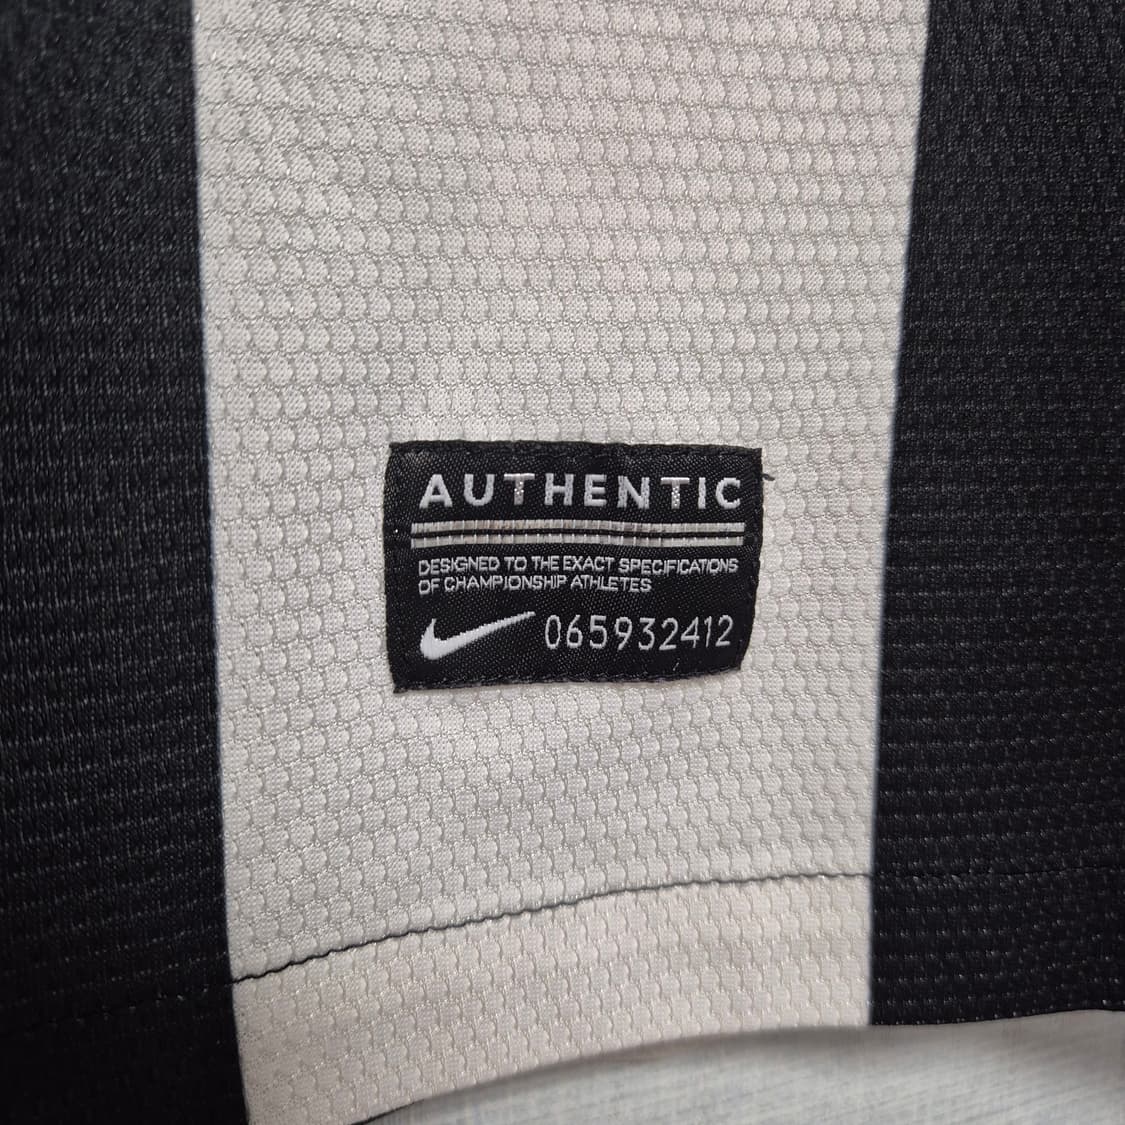 AUTHENTIC
DESIGNED TO THE EXACT SPECIFICATIONS
OF CHAMPIONSHIP ATHLETES
065932412